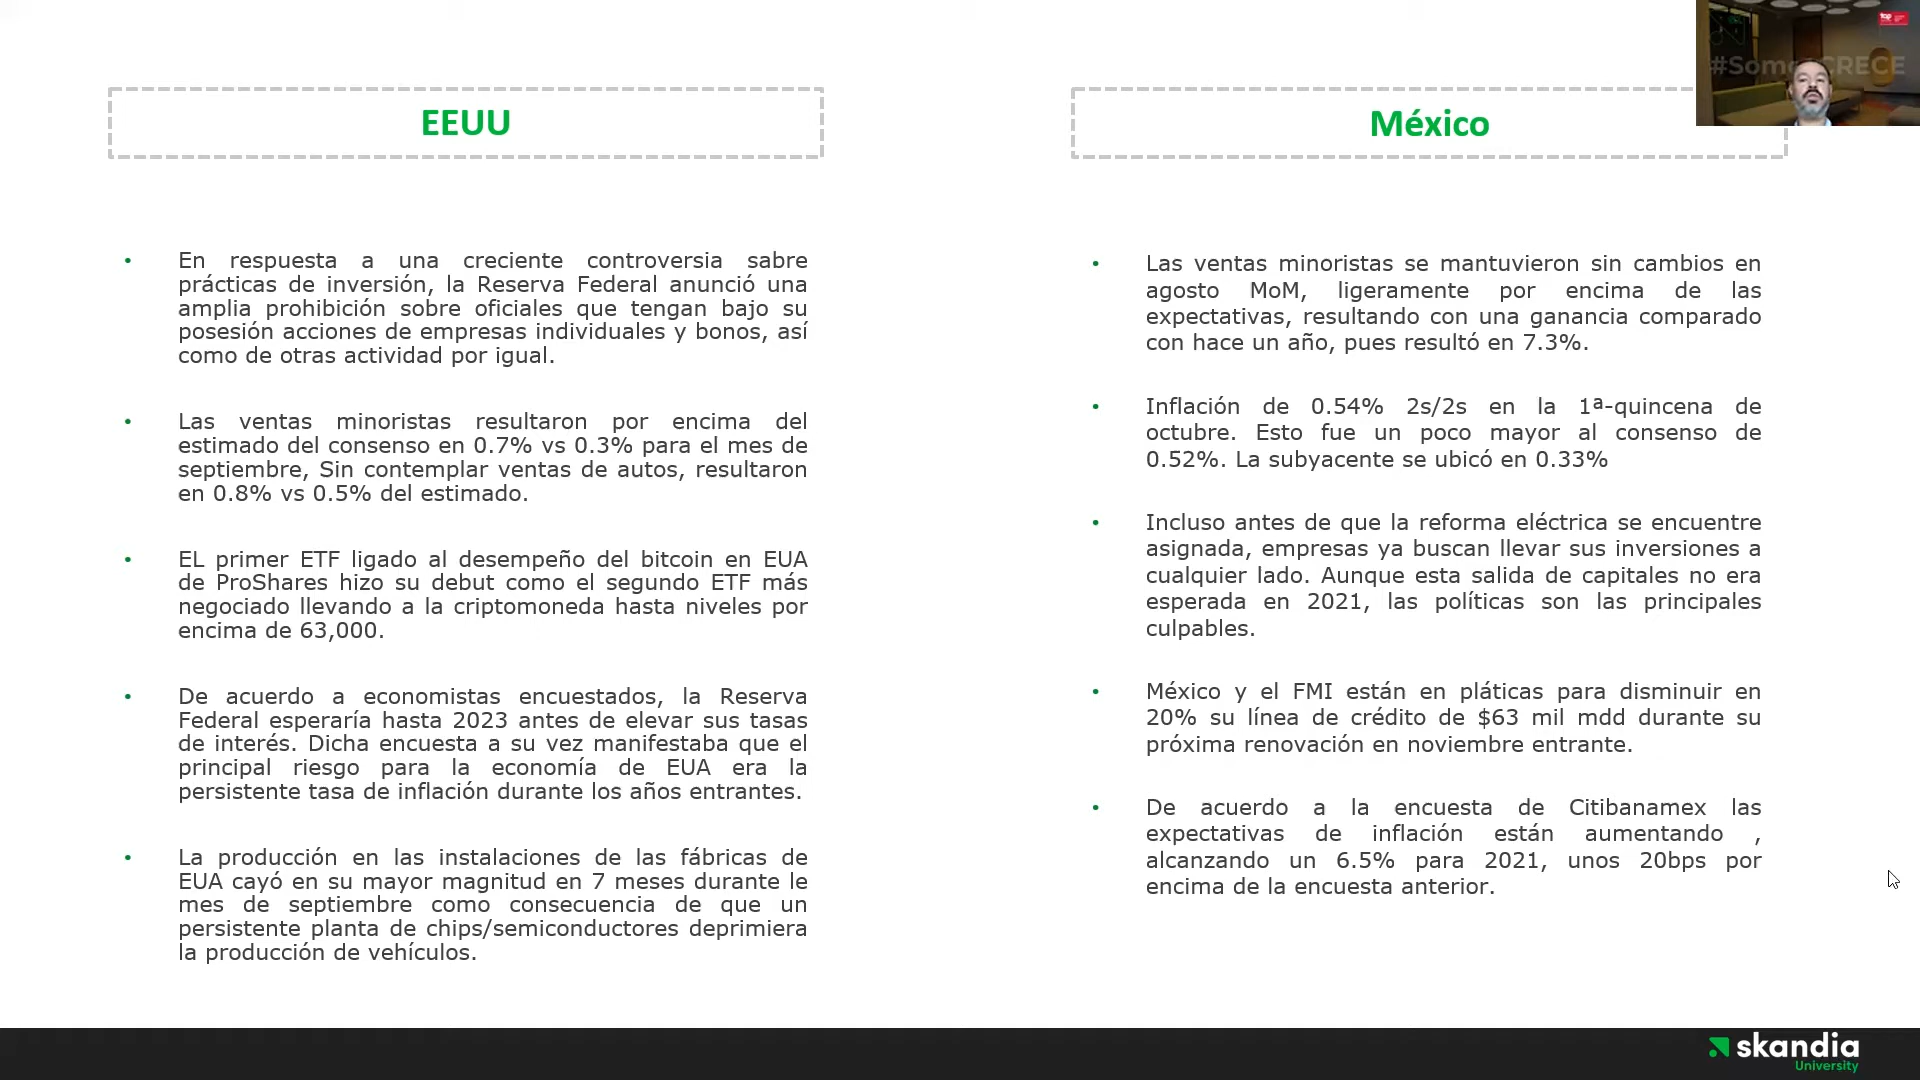 EEUU
En respuesta a una creciente controversia sabre
prácticas de inversión, la Reserva Federal anunció una
amplia prohibición sobre oficiales que tengan bajo su
posesión acciones de empresas individuales y bonos, así
como de otras actividad por igual.
Las ventas minoristas resultaron por encima del
estimado del consenso en 0.7% vs 0.3% para el mes de
septiembre, Sin contemplar ventas de autos, resultaron
en 0.8% vs 0.5% del estimado.
EL primer ETF ligado al desempeño del bitcoin en EUA
de ProShares hizo su debut como el segundo ETF más
negociado llevando a la criptomoneda hasta niveles por
encima de 63,000.
De acuerdo a economistas encuestados, la Reserva
Federal esperaría hasta 2023 antes de elevar sus tasas
de interés. Dicha encuesta a su vez manifestaba que el
principal riesgo para la economía de EUA era la
persistente tasa de inflación durante los años entrantes.
La producción en las instalaciones de las fábricas de
EUA cayó en su mayor magnitud en 7 meses durante le
mes de septiembre como consecuencia de que un
persistente planta de chips/semiconductores deprimiera
la producción de vehículos.
México
Las ventas minoristas se mantuvieron sin cambios en
agosto MoM, ligeramente por encima de las
expectativas, resultando con una ganancia comparado
con hace un año, pues resultó en 7.3%.
Inflación de 0.54% 2s/2s en la 1ª-quincena de
octubre. Esto fue un poco mayor al consenso de
0.52%. La subyacente se ubicó en 0.33%
Incluso antes de que la reforma eléctrica se encuentre
asignada, empresas ya buscan llevar sus inversiones a
cualquier lado. Aunque esta salida de capitales no era
esperada en 2021, las políticas son las principales
culpables.
México y el FMI están en pláticas para disminuir en
20% su línea de crédito de $63 mil mdd durante su
próxima renovación en noviembre entrante.
De acuerdo a la encuesta de Citibanamex las
expectativas de inflación están aumentando ,
alcanzando un 6.5% para 2021, unos 20bps por
encima de la encuesta anterior.
skandia
University